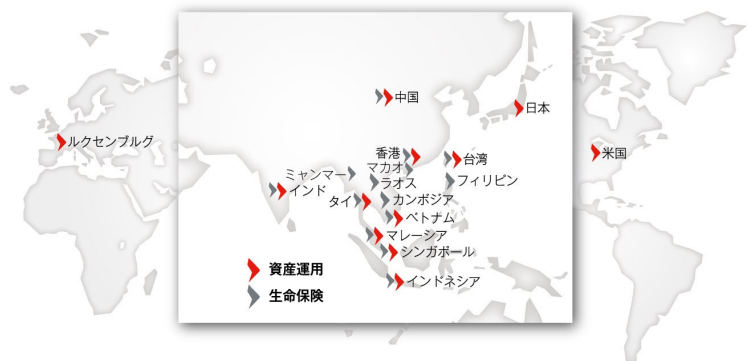 中国
日本
ルクセンブルグ
米国
香港
台湾
マカオ
ミャンマー
ラオス
フィリピン
インド
タイ
カンボジア
ベトナム
マレーシア
シンガポール
資産運用
インドネシア
生命保険